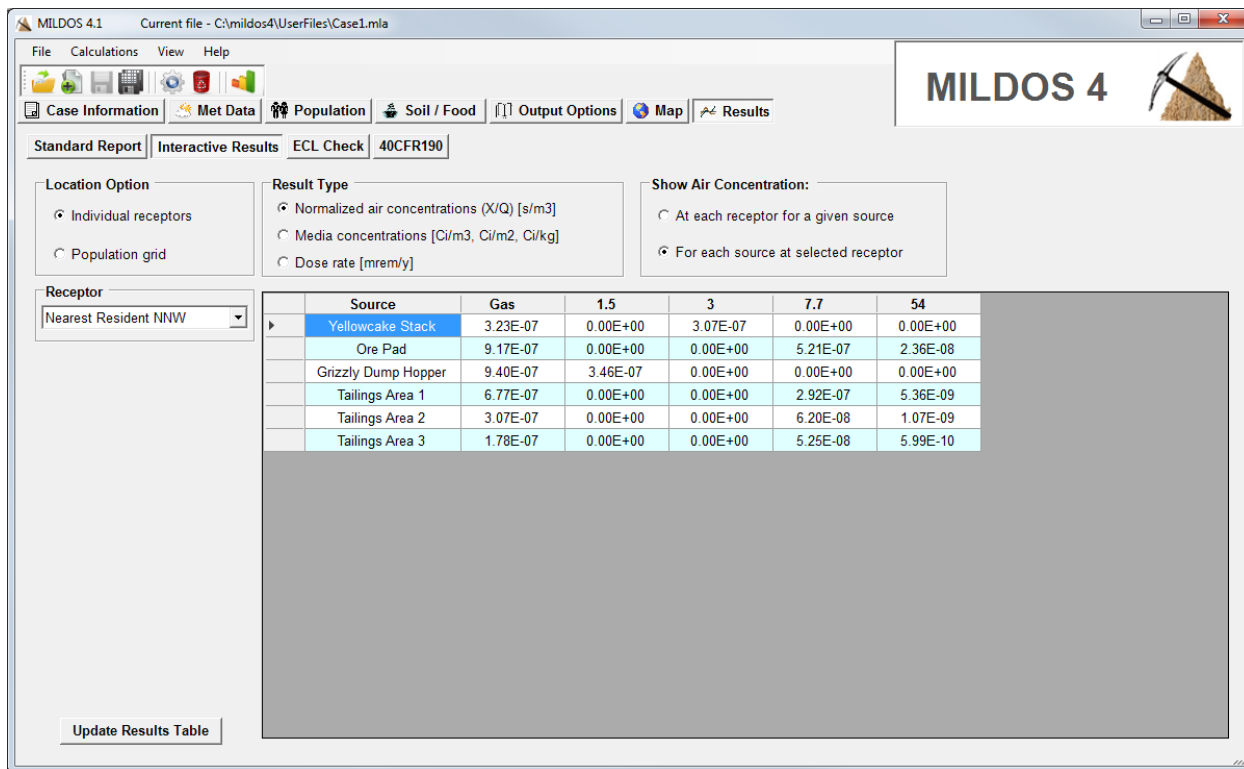 MILDOS 4.1 Current file - C:\mildos4\UserFiles\Case1.mla
File Calculations View Help
MILDOS 4
Case Information Met Data Population Soil / Food Output Options Map Results
Standard Report Interactive Results ECL Check 40CFR190
Location Option
Individual receptors
Population grid
Result Type
Normalized air concentrations (X/Q) [s/m3]
Media concentrations [Ci/m3, Ci/m2, Ci/kg]
Dose rate [mrem/y]
Show Air Concentration:
At each receptor for a given source
For each source at selected receptor
Receptor
Nearest Resident NNW
Source Gas 1.5 3 7.7 54
Yellowcake Stack 3.23E-07 0.00E+00 3.07E-07 0.00E+00 0.00E+00
Ore Pad 9.17E-07 0.00E+00 0.00E+00 5.21E-07 2.36E-08
Grizzly Dump Hopper 9.40E-07 3.46E-07 0.00E+00 0.00E+00 0.00E+00
Tailings Area 1 6.77E-07 0.00E+00 0.00E+00 2.92E-07 5.36E-09
Tailings Area 2 3.07E-07 0.00E+00 0.00E+00 6.20E-08 1.07E-09
Tailings Area 3 1.78E-07 0.00E+00 0.00E+00 5.25E-08 5.99E-10
Update Results Table